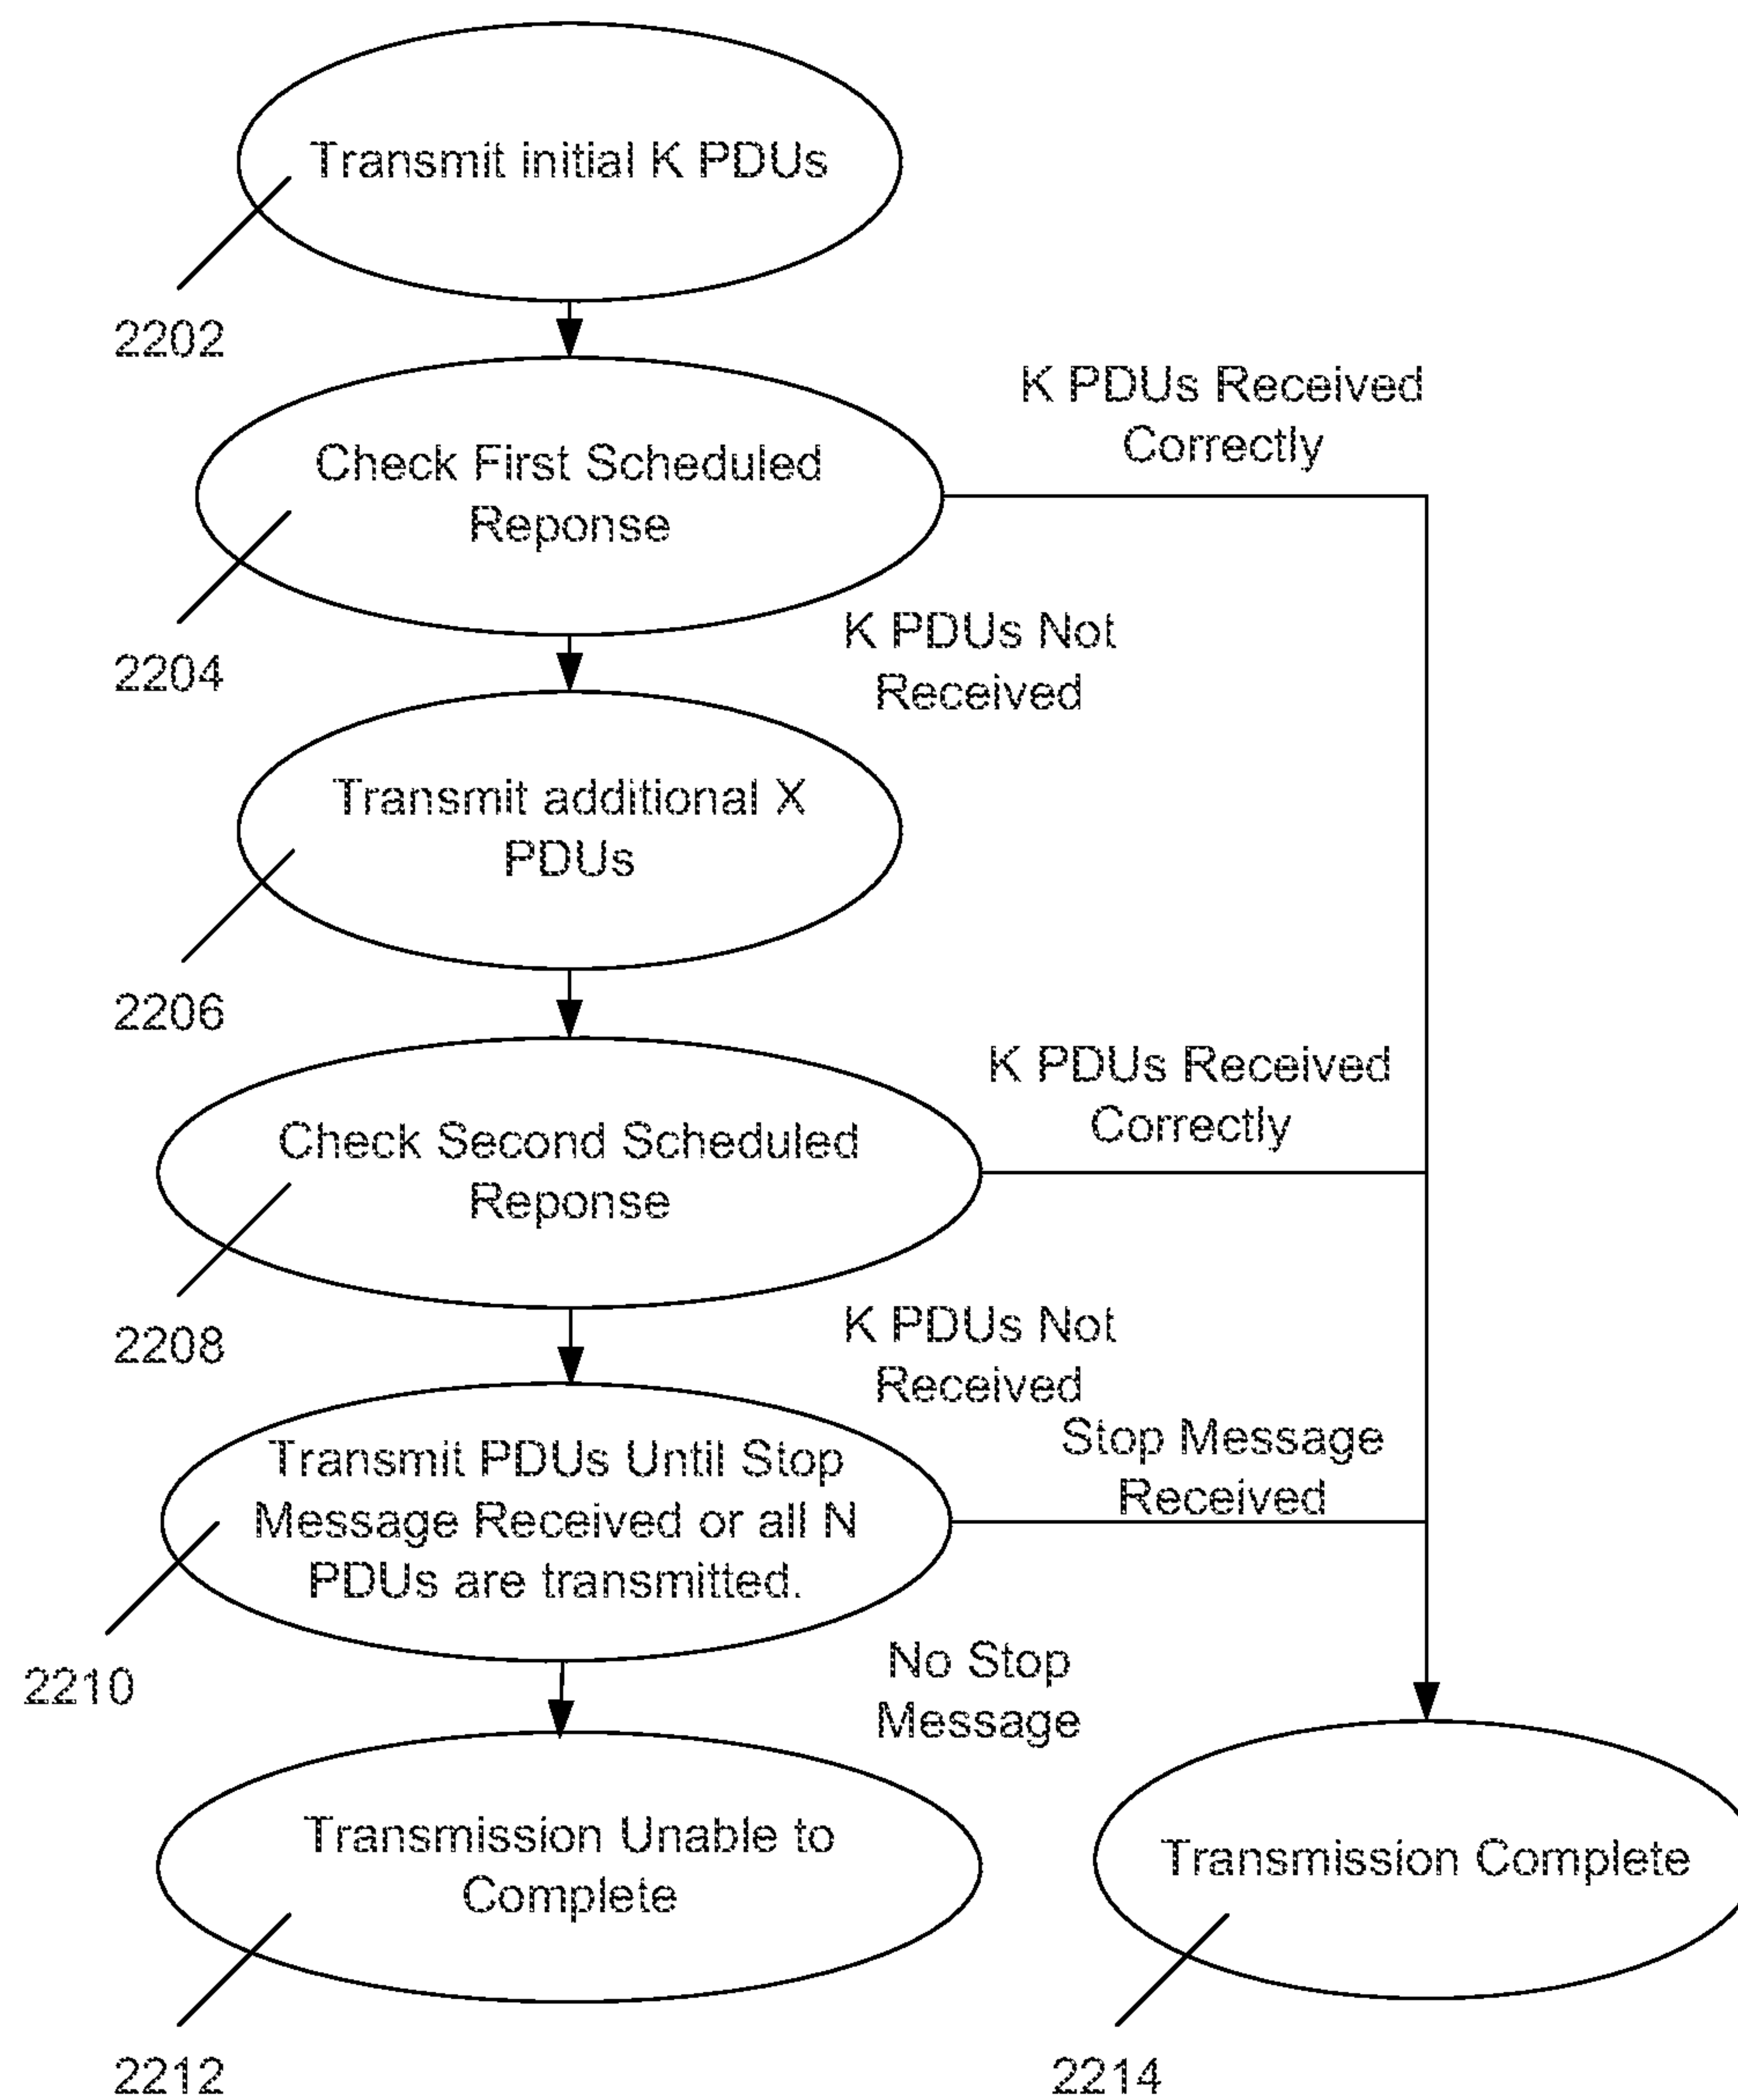 Transmit initial K PDUs
2202
K PDUs Received
Correctly
Check First Scheduled
Reponse
2204
K PDUs Not
Received
Transmit additional X
PDUs
2206
K PDUs Received
Correctly
Check Second Scheduled
Reponse
2208
K PDUs Not
Received
Stop Message
Received
Transmit PDUs Until Stop
Message Received or all N
PDUs are transmitted.
2210
No Stop
Message
Transmission Unable to
Complete
2212
Transmission Complete
2214